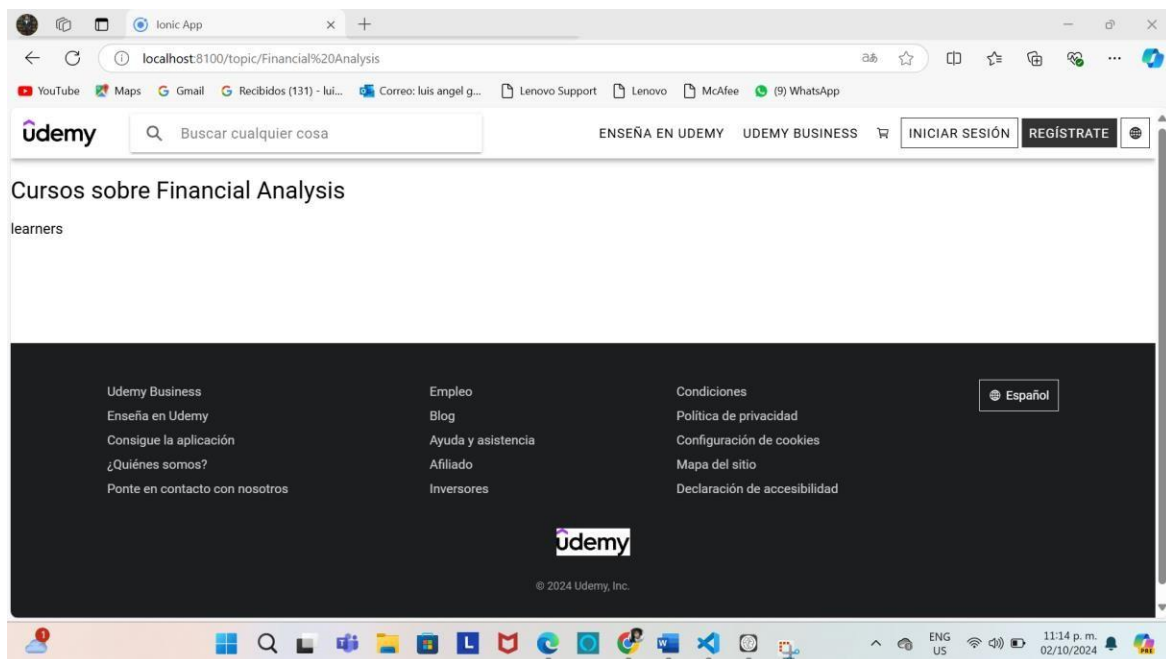 Ionic App
localhost:8100/topic/Financial%20Analysis
YouTube Maps Gmail Recibidos (131) - lui... Correo: luis angel g... Lenovo Support Lenovo McAfee (9) WhatsApp
ûdemy Buscar cualquier cosa ENSEÑA EN UDEMY UDEMY BUSINESS INICIAR SESIÓN REGÍSTRATE
Cursos sobre Financial Analysis
learners
Udemy Business Empleo Condiciones Español
Enseña en Udemy Blog Política de privacidad
Consigue la aplicación Ayuda y asistencia Configuración de cookies
¿Quiénes somos? Afiliado Mapa del sitio
Ponte en contacto con nosotros Inversores Declaración de accesibilidad
ûdemy
© 2024 Udemy, Inc.
1 L ENG 11:14 p. m.
US 02/10/2024 PRE